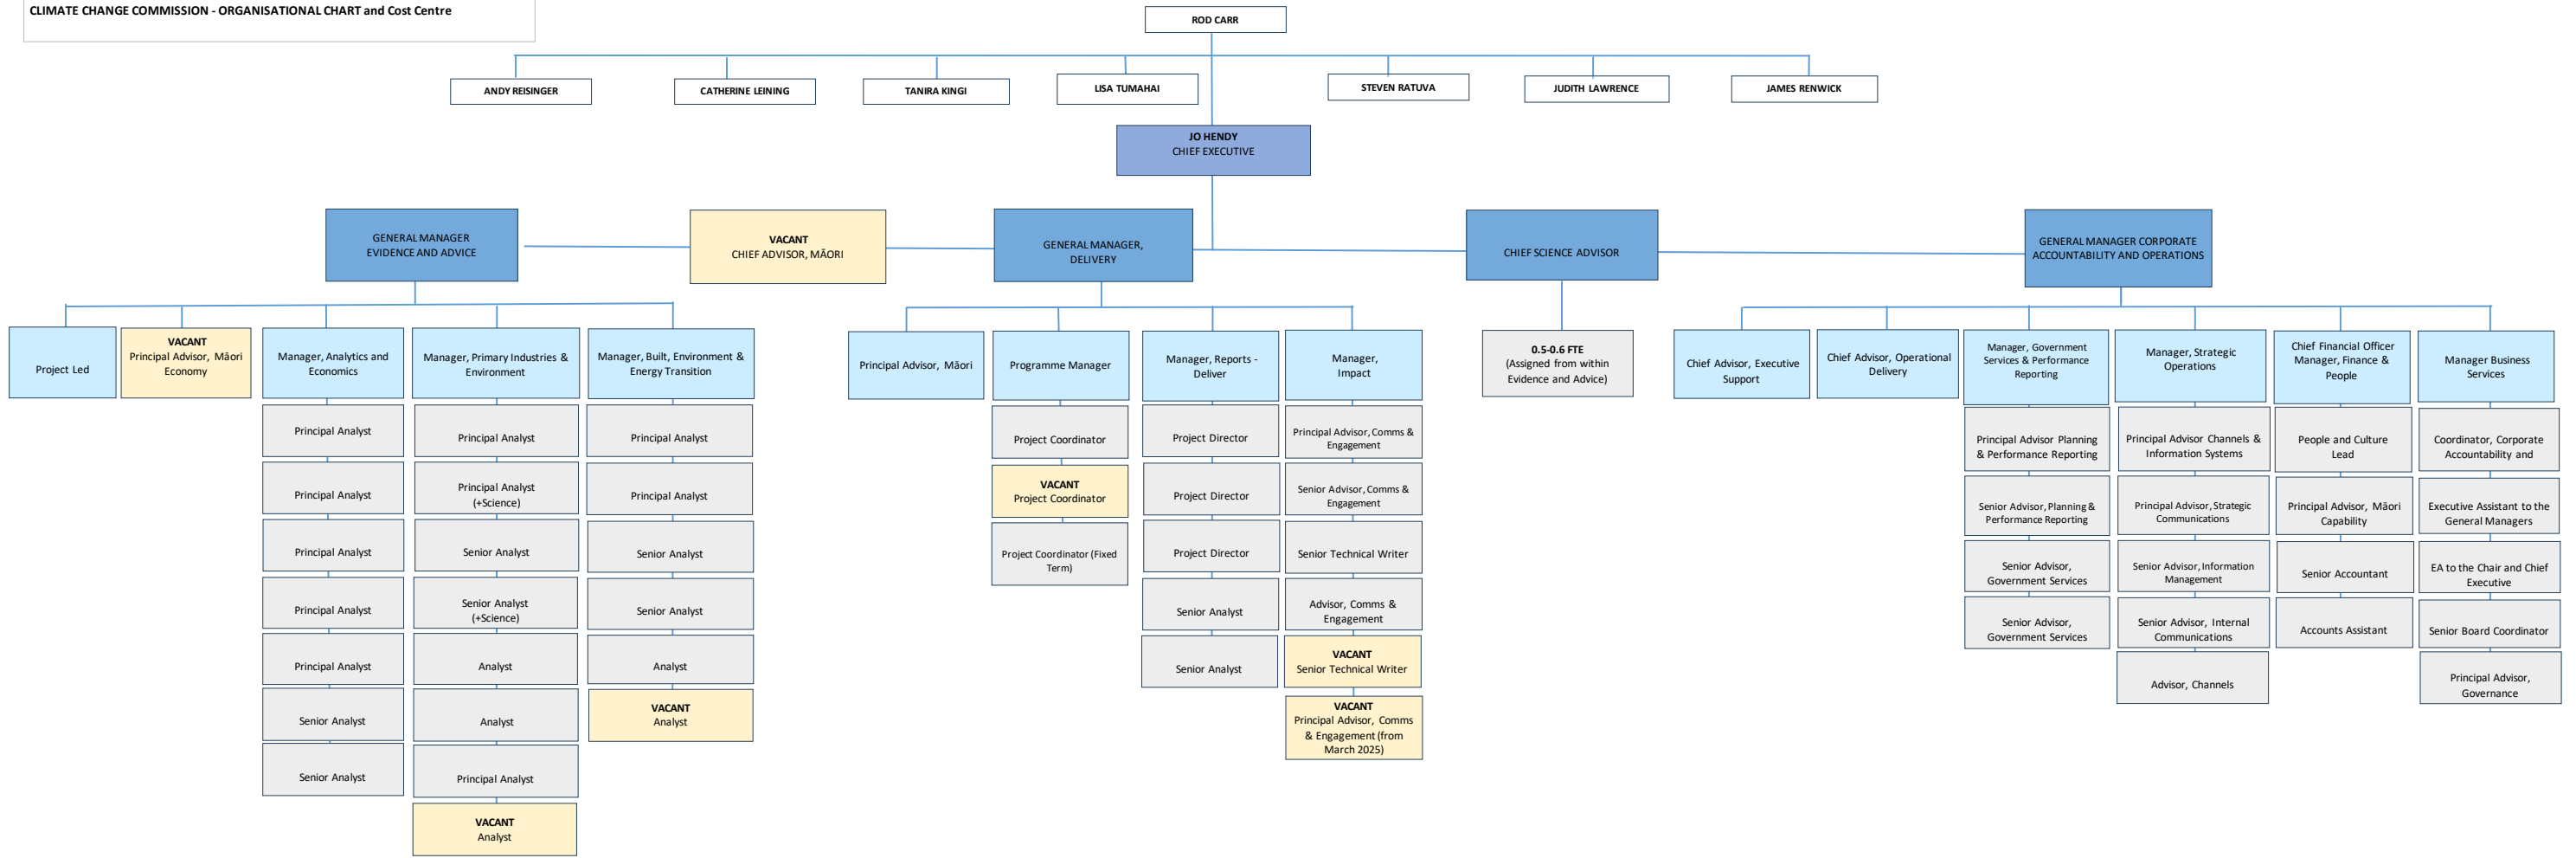 CLIMATE CHANGE COMMISSION - ORGANISATIONAL CHART and Cost Centre
ROD CARR
ANDY REISINGER
CATHERINE LEINING
TANIRA KINGI
LISA TUMAHAI
STEVEN RATUVA
JUDITH LAWRENCE
JAMES RENWICK
JO HENDY
CHIEF EXECUTIVE
GENERAL MANAGER
EVIDENCE AND ADVICE
VACANT
CHIEF ADVISOR, MĀORI
GENERAL MANAGER,
DELIVERY
CHIEF SCIENCE ADVISOR
GENERAL MANAGER CORPORATE
ACCOUNTABILITY AND OPERATIONS
Project Led
VACANT
Principal Advisor, Māori
Economy
Manager, Analytics and
Economics
Principal Analyst
Principal Analyst
Principal Analyst
Principal Analyst
Principal Analyst
Senior Analyst
Senior Analyst
Manager, Primary Industries &
Environment
Principal Analyst
Principal Analyst
(+Science)
Senior Analyst
Senior Analyst
(+Science)
Analyst
Analyst
Principal Analyst
VACANT
Analyst
Manager, Built, Environment &
Energy Transition
Principal Analyst
Principal Analyst
Senior Analyst
Senior Analyst
Analyst
VACANT
Analyst
Principal Advisor, Māori
Programme Manager
Project Coordinator
VACANT
Project Coordinator
Project Coordinator (Fixed
Term)
Manager, Reports -
Deliver
Project Director
Project Director
Project Director
Senior Analyst
Senior Analyst
Manager,
Impact
Principal Advisor, Comms &
Engagement
Senior Advisor, Comms &
Engagement
Senior Technical Writer
Advisor, Comms &
Engagement
VACANT
Senior Technical Writer
VACANT
Principal Advisor, Comms
& Engagement (from
March 2025)
0.5-0.6 FTE
(Assigned from within
Evidence and Advice)
Chief Advisor, Executive
Support
Chief Advisor, Operational
Delivery
Manager, Government
Services & Performance
Reporting
Principal Advisor Planning
& Performance Reporting
Senior Advisor, Planning &
Performance Reporting
Senior Advisor,
Government Services
Senior Advisor,
Government Services
Manager, Strategic
Operations
Principal Advisor Channels &
Information Systems
Principal Advisor, Strategic
Communications
Senior Advisor, Information
Management
Senior Advisor, Internal
Communications
Advisor, Channels
Chief Financial Officer
Manager, Finance &
People
People and Culture
Lead
Principal Advisor, Māori
Capability
Senior Accountant
Accounts Assistant
Manager Business
Services
Coordinator, Corporate
Accountability and
Executive Assistant to the
General Managers
EA to the Chair and Chief
Executive
Senior Board Coordinator
Principal Advisor,
Governance